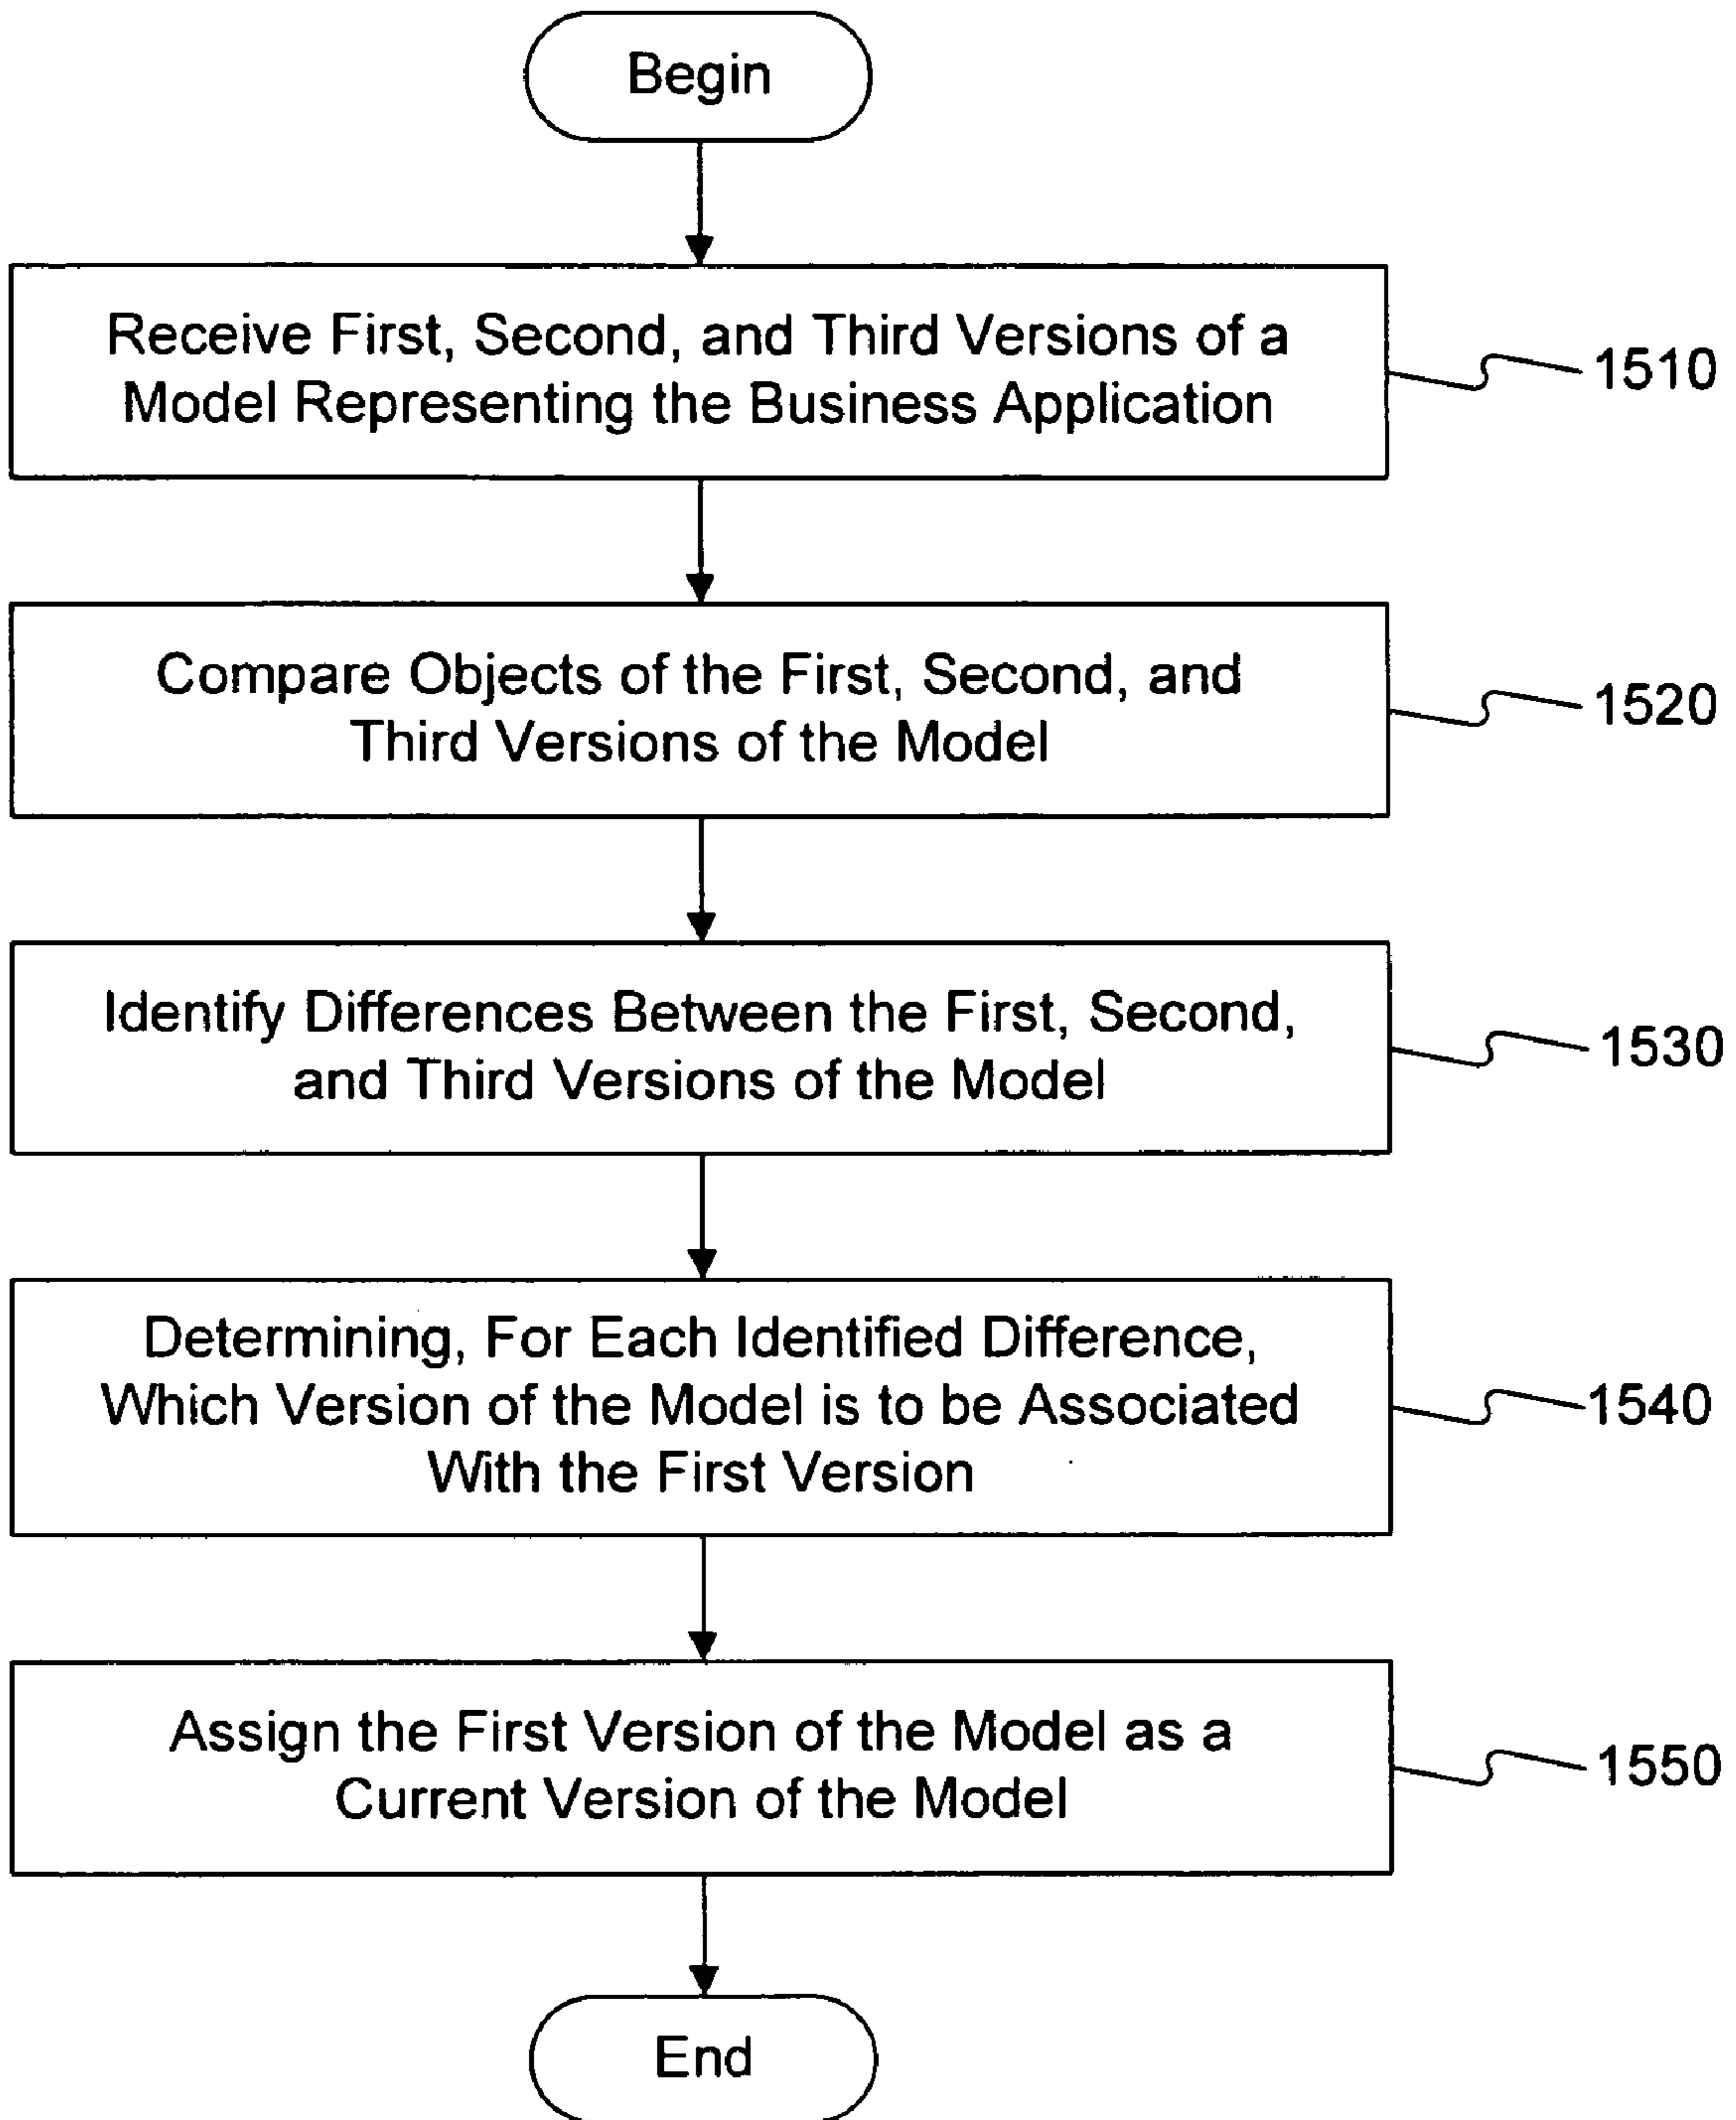 Begin
Receive First, Second, and Third Versions of a
Model Representing the Business Application
1510
Compare Objects of the First, Second, and
Third Versions of the Model
1520
Identify Differences Between the First, Second,
and Third Versions of the Model
1530
Determining, For Each Identified Difference,
Which Version of the Model is to be Associated
With the First Version
1540
Assign the First Version of the Model as a
Current Version of the Model
1550
End